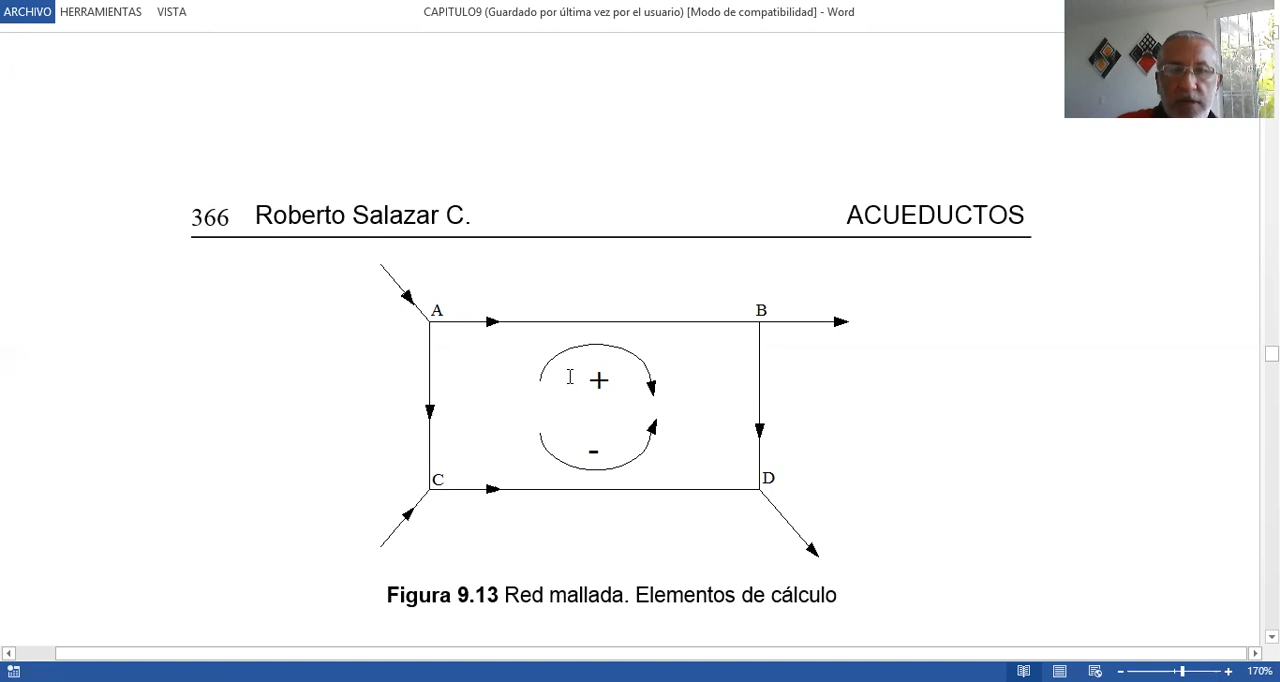 ARCHIVO HERRAMIENTAS VISTA CAPITULO9 (Guardado por última vez por el usuario) [Modo de compatibilidad] - Word
366 Roberto Salazar C. ACUEDUCTOS
A B
+
-
C D
Figura 9.13 Red mallada. Elementos de cálculo
170%